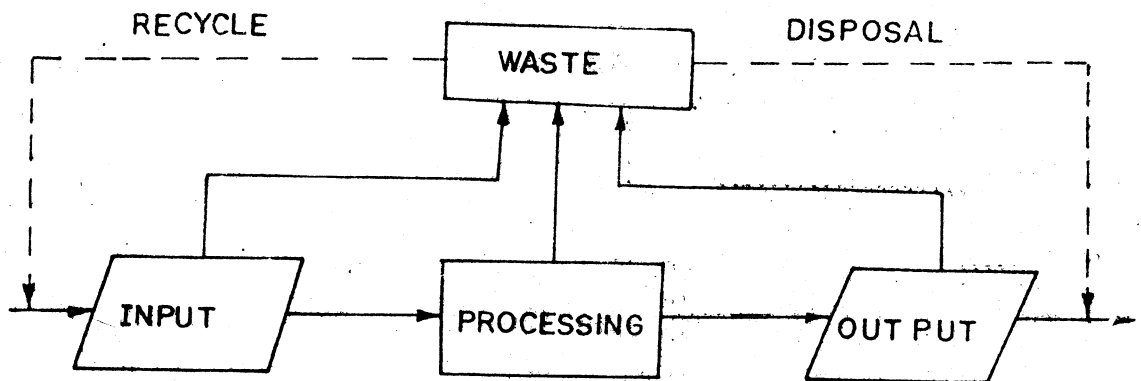 RECYCLE
DISPOSAL
WASTE
INPUT
PROCESSING
OUT PUT